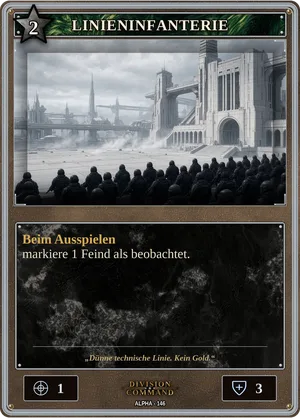 2
LINIENINFANTERIE
Beim Ausspielen
markiere 1 Feind als beobachtet.
„Dünne technische Linie. Kein Gold.“
1
DIVISION
COMMAND
ALPHA - 146
3